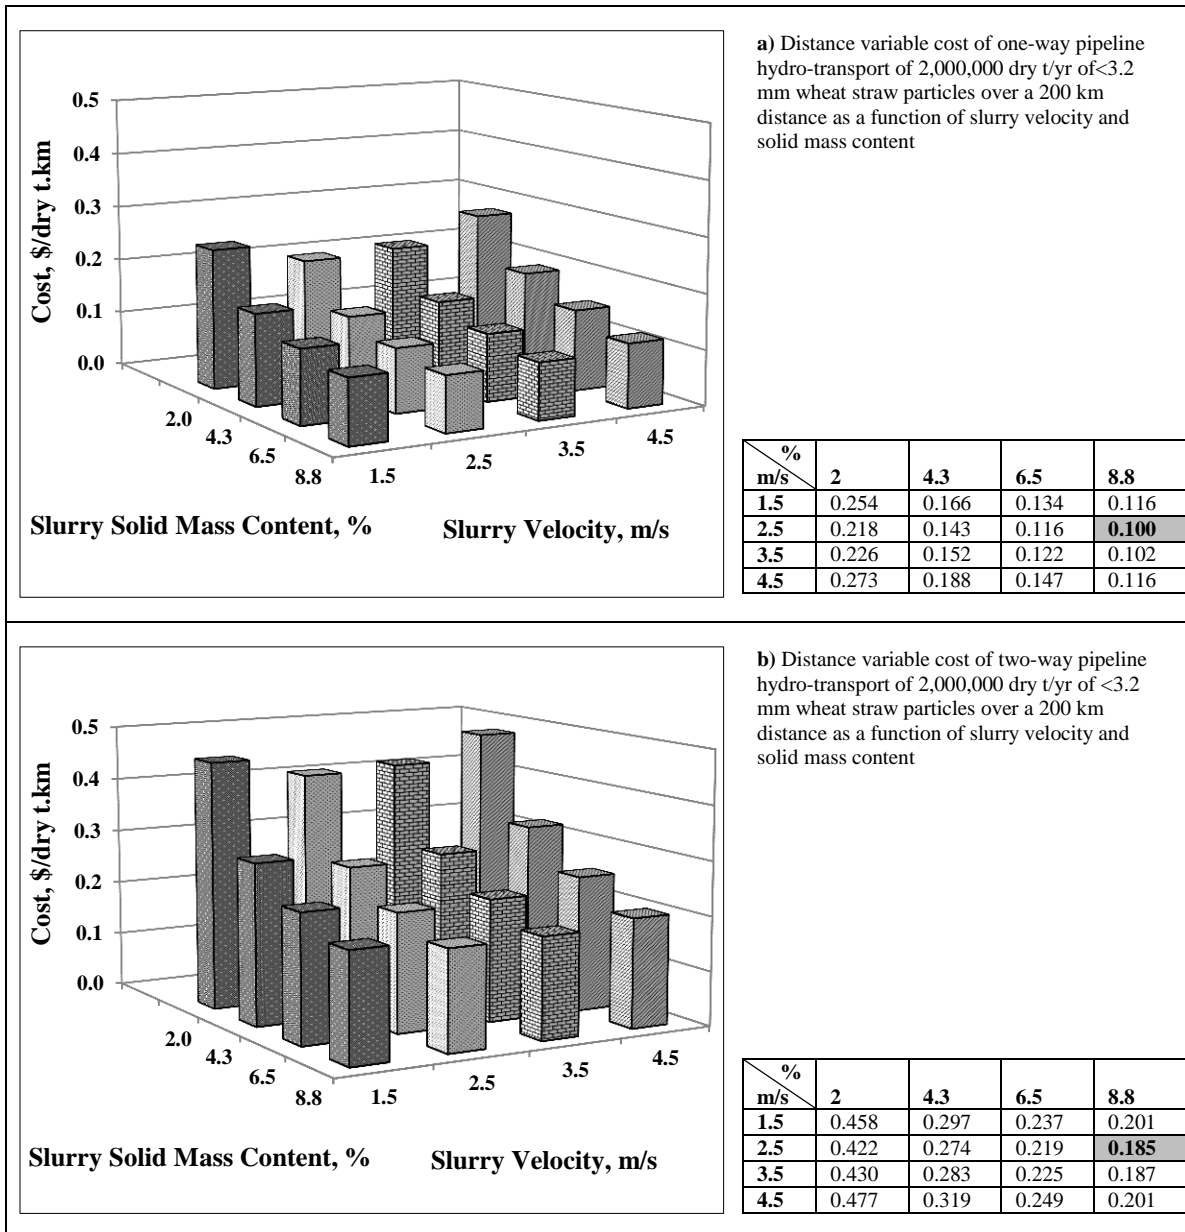 a) Distance variable cost of one-way pipeline
hydro-transport of 2,000,000 dry t/yr of<3.2
mm wheat straw particles over a 200 km
distance as a function of slurry velocity and
solid mass content
0.5
0.4
0.3
0.2
0.1
0.0
Cost, $/dry t.km
2.0
4.3
6.5
8.8
1.5
2.5
3.5
4.5
Slurry Solid Mass Content, %
Slurry Velocity, m/s
%
m/s 2 4.3 6.5 8.8
1.5 0.254 0.166 0.134 0.116
2.5 0.218 0.143 0.116 0.100
3.5 0.226 0.152 0.122 0.102
4.5 0.273 0.188 0.147 0.116
b) Distance variable cost of two-way pipeline
hydro-transport of 2,000,000 dry t/yr of <3.2
mm wheat straw particles over a 200 km
distance as a function of slurry velocity and
solid mass content
0.5
0.4
0.3
0.2
0.1
0.0
Cost, $/dry t.km
2.0
4.3
6.5
8.8
1.5
2.5
3.5
4.5
Slurry Solid Mass Content, %
Slurry Velocity, m/s
%
m/s 2 4.3 6.5 8.8
1.5 0.458 0.297 0.237 0.201
2.5 0.422 0.274 0.219 0.185
3.5 0.430 0.283 0.225 0.187
4.5 0.477 0.319 0.249 0.201